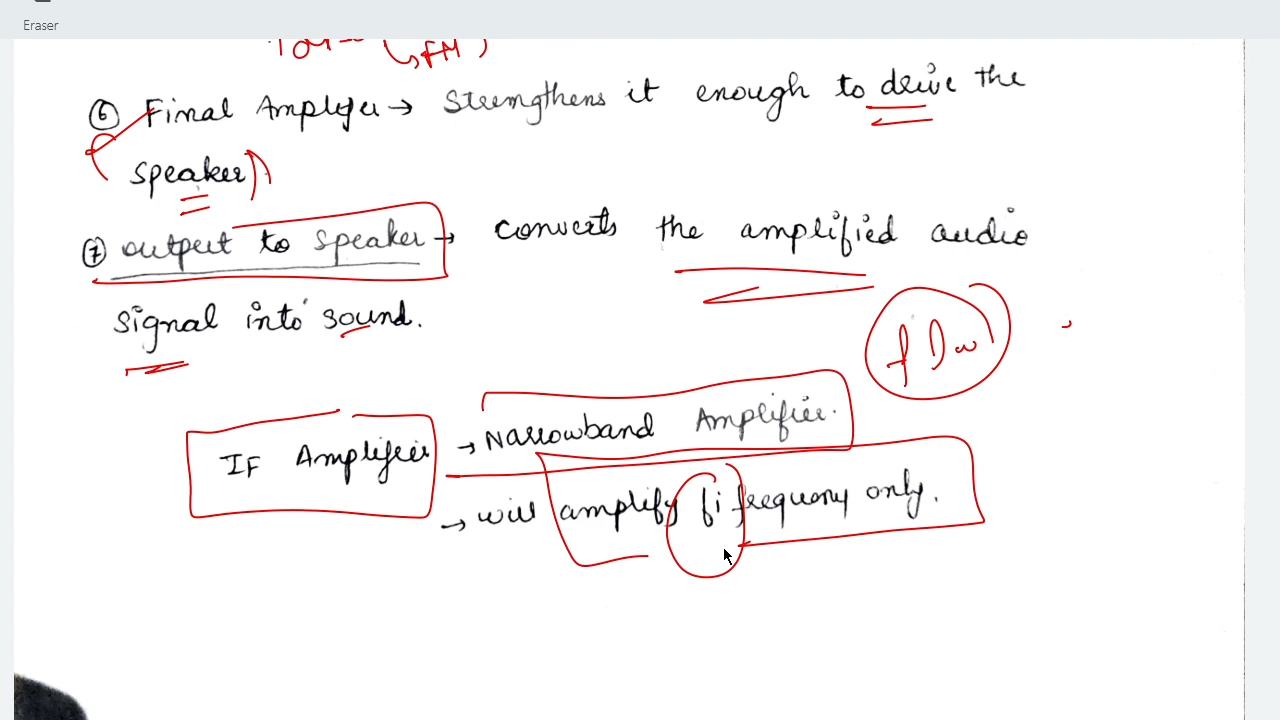 Eraser
(↳ FM)
⑥ Final Amplifier → Strengthens it enough to drive the
speaker
⑦ output to speaker → converts the amplified audio
signal into sound.
IF Amplifier → Narrowband Amplifier.
→ will amplify fi frequency only.